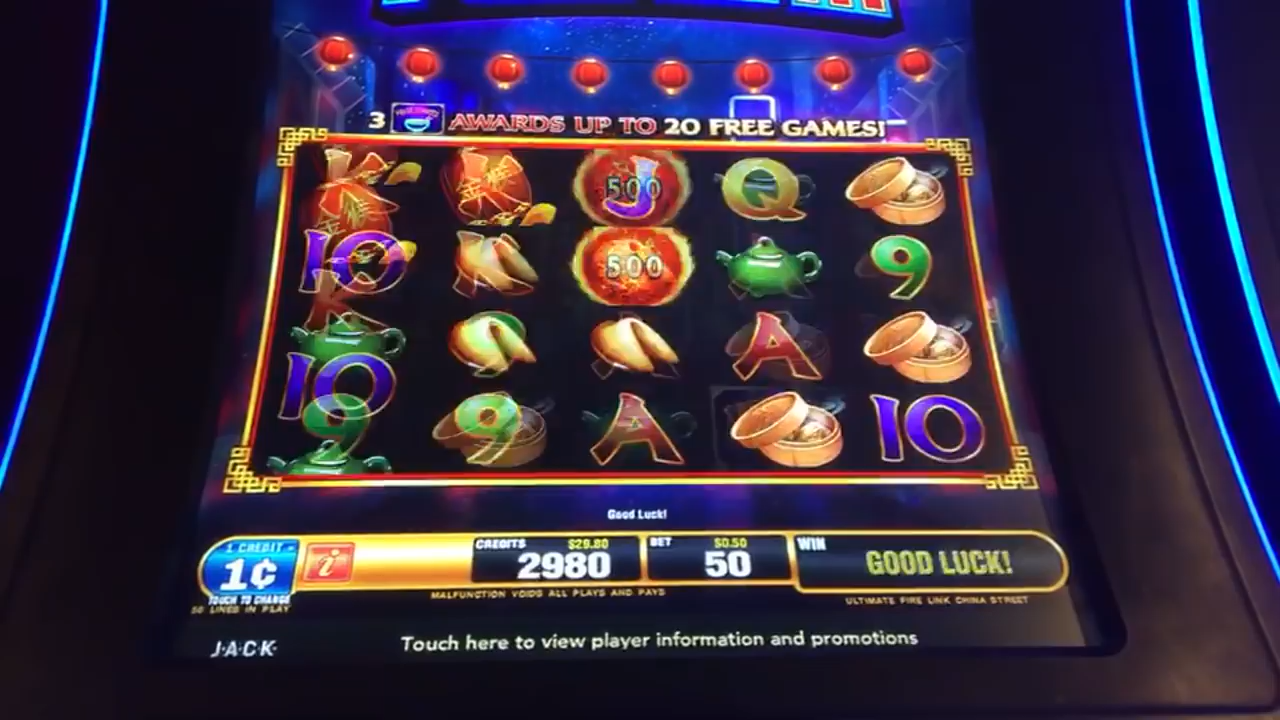 3 AWARDS UP TO 20 FREE GAMES!
K K J 500 Q
10 K 500 9
K
10 A
9 9 A 10
Good Luck!
1 CREDIT = CREDITS $29.80 BET $0.50 WIN
1¢ i 2980 50 GOOD LUCK!
TOUCH TO CHANGE
50 LINES IN PLAY MALFUNCTION VOIDS ALL PLAYS AND PAYS ULTIMATE FIRE LINK CHINA STREET
JACK Touch here to view player information and promotions